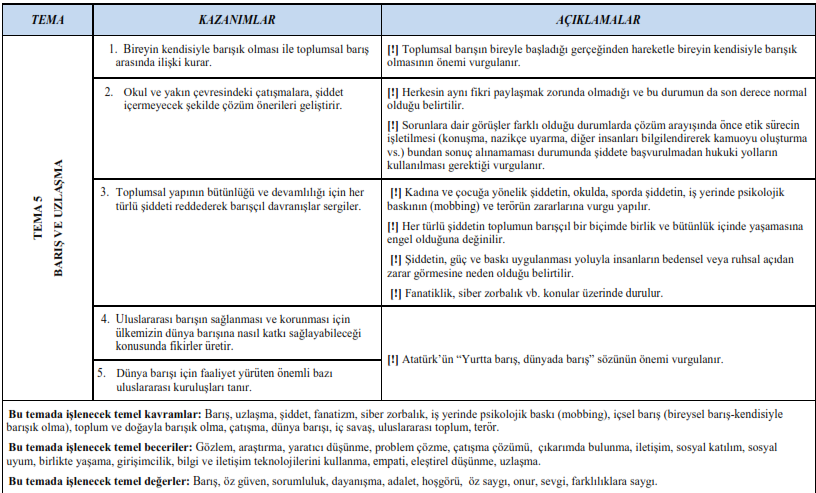 TEMA KAZANIMLAR AÇIKLAMALAR
TEMA 5
BARIŞ VE UZLAŞMA
1. Bireyin kendisiyle barışık olması ile toplumsal barış
arasında ilişki kurar.
[!] Toplumsal barışın bireyle başladığı gerçeğinden hareketle bireyin kendisiyle barışık
olmasının önemi vurgulanır.
2. Okul ve yakın çevresindeki çatışmalara, şiddet
içermeyecek şekilde çözüm önerileri geliştirir.
[!] Herkesin aynı fikri paylaşmak zorunda olmadığı ve bu durumun da son derece normal
olduğu belirtilir.
[!] Sorunlara dair görüşler farklı olduğu durumlarda çözüm arayışında önce etik sürecin
işletilmesi (konuşma, nazikçe uyarma, diğer insanları bilgilendirerek kamuoyu oluşturma
vs.) bundan sonuç alınamaması durumunda şiddete başvurulmadan hukuki yolların
kullanılması gerektiği vurgulanır.
3. Toplumsal yapının bütünlüğü ve devamlılığı için her
türlü şiddeti reddederek barışçıl davranışlar sergiler.
[!] Kadına ve çocuğa yönelik şiddetin, okulda, sporda şiddetin, iş yerinde psikolojik
baskının (mobbing) ve terörün zararlarına vurgu yapılır.
[!] Her türlü şiddetin toplumun barışçıl bir biçimde birlik ve bütünlük içinde yaşamasına
engel olduğuna değinilir.
[!] Şiddetin, güç ve baskı uygulanması yoluyla insanların bedensel veya ruhsal açıdan
zarar görmesine neden olduğu belirtilir.
[!] Fanatiklik, siber zorbalık vb. konular üzerinde durulur.
4. Uluslararası barışın sağlanması ve korunması için
ülkemizin dünya barışına nasıl katkı sağlayabileceği
konusunda fikirler üretir.
5. Dünya barışı için faaliyet yürüten önemli bazı
uluslararası kuruluşları tanır.
[!] Atatürk'ün “Yurtta barış, dünyada barış” sözünün önemi vurgulanır.
Bu temada işlenecek temel kavramlar: Barış, uzlaşma, şiddet, fanatizm, siber zorbalık, iş yerinde psikolojik baskı (mobbing), içsel barış (bireysel barış-kendisiyle
barışık olma), toplum ve doğayla barışık olma, çatışma, dünya barışı, iç savaş, uluslararası toplum, terör.
Bu temada işlenecek temel beceriler: Gözlem, araştırma, yaratıcı düşünme, problem çözme, çatışma çözümü, çıkarımda bulunma, iletişim, sosyal katılım, sosyal
uyum, birlikte yaşama, girişimcilik, bilgi ve iletişim teknolojilerini kullanma, empati, eleştirel düşünme, uzlaşma.
Bu temada işlenecek temel değerler: Barış, öz güven, sorumluluk, dayanışma, adalet, hoşgörü, öz saygı, onur, sevgi, farklılıklara saygı.